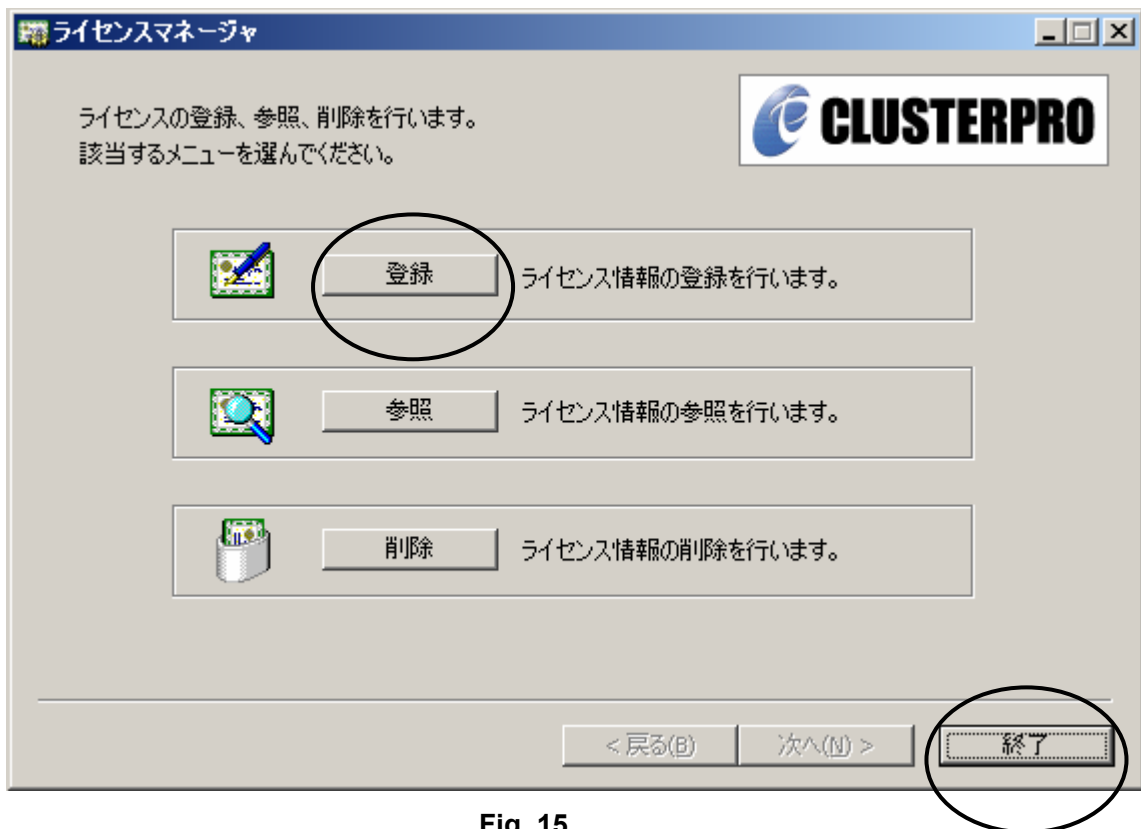 ライセンスマネージャ
ライセンスの登録、参照、削除を行います。
該当するメニューを選んでください。
CLUSTERPRO
登録 ライセンス情報の登録を行います。
参照 ライセンス情報の参照を行います。
削除 ライセンス情報の削除を行います。
< 戻る(B) 次へ(N) > 終了
Fig. 15